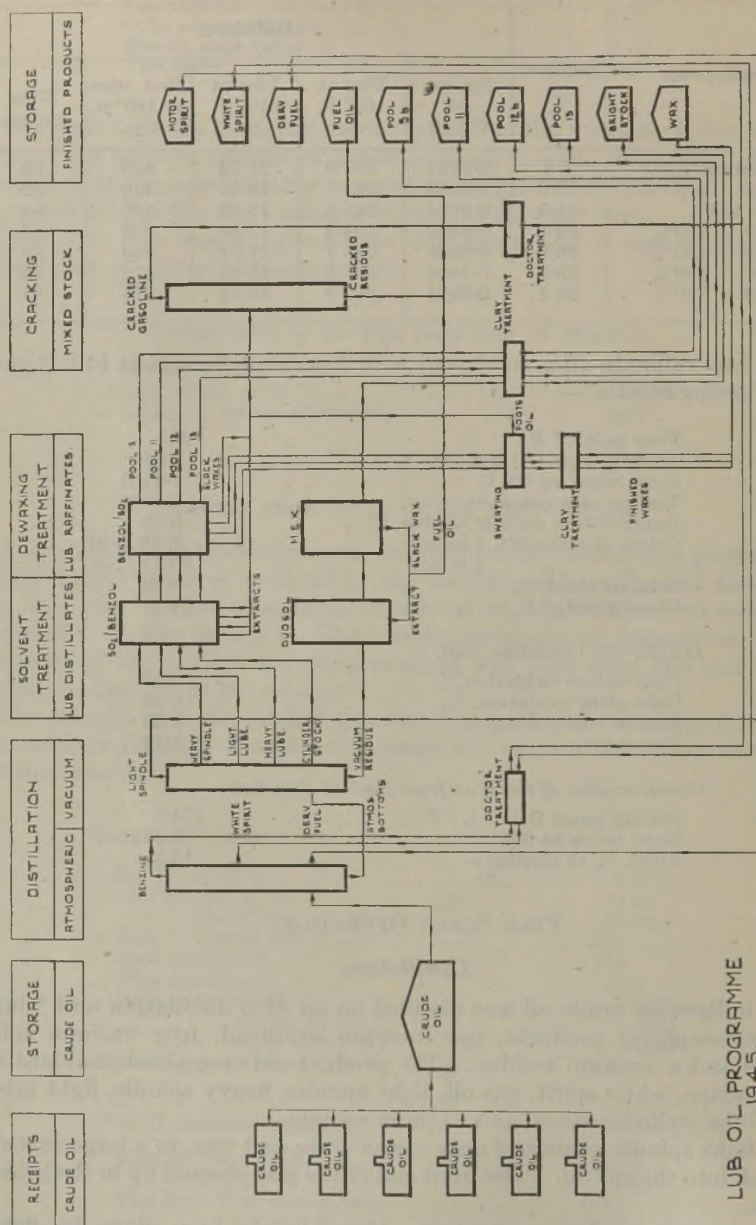 RECEIPTS
CRUDE OIL
STORAGE
CRUDE OIL
DISTILLATION
ATMOSPHERIC
VACUUM
SOLVENT
TREATMENT
LUB DISTILLATES
DEWAXING
TREATMENT
LUB RAFFINATES
CRACKING
MIXED STOCK
STORAGE
FINISHED PRODUCTS
CRUDE
OIL
CRUDE
OIL
CRUDE
OIL
CRUDE
OIL
CRUDE
OIL
CRUDE
OIL
CRUDE
OIL
BENZINE
WHITE
SPIRIT
DERV
FUEL
ATMOS
BOTTOMS
DOCTOR
TREATMENT
LIGHT
SPINDLE
HEAVY
SPINDLE
LIGHT
LUBE.
HEAVY
LUBE.
CYLINDER
STOCK
VACUUM
RESIDUE
SO2/BENZOL
EXTRACTS
DUOSOL
EXTRACT
BENZOL/SO2
POOL 5
POOL 11
POOL 12
POOL 15
SLACK
WAXES
M.E.K.
SLACK WAX
FUEL
OIL
SWEATING
FOOTS
OIL
CLAY
TREATMENT
FINISHED
WAXES
CLAY
TREATMENT
CRACKED
GASOLINE
CRACKED
RESIDUE
DOCTOR
TREATMENT
MOTOR
SPIRIT
WHITE
SPIRIT
DERV
FUEL
FUEL
OIL
POOL
5b
POOL
11
POOL
12b
POOL
15
BRIGHT
STOCK
WAX
LUB OIL PROGRAMME
1945